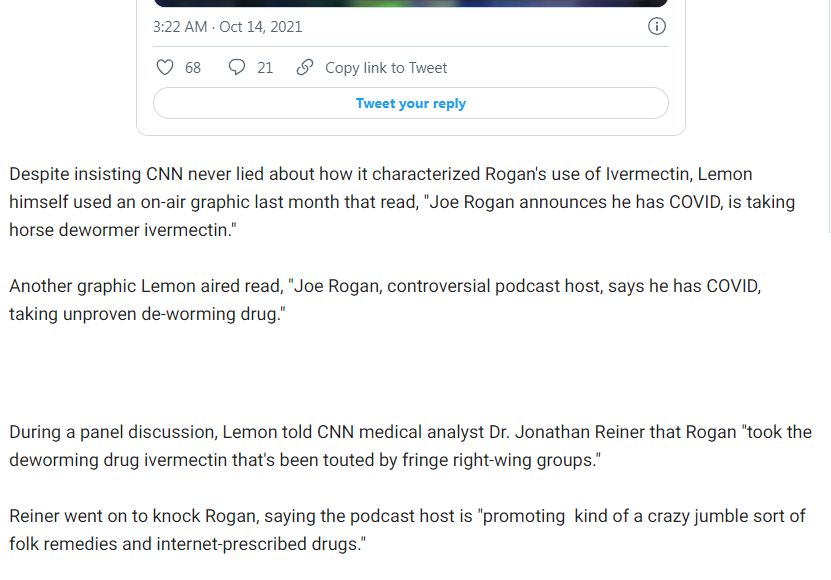 3:22 AM · Oct 14, 2021
68 21 Copy link to Tweet
Tweet your reply
Despite insisting CNN never lied about how it characterized Rogan's use of Ivermectin, Lemon
himself used an on-air graphic last month that read, "Joe Rogan announces he has COVID, is taking
horse dewormer ivermectin."
Another graphic Lemon aired read, "Joe Rogan, controversial podcast host, says he has COVID,
taking unproven de-worming drug."
During a panel discussion, Lemon told CNN medical analyst Dr. Jonathan Reiner that Rogan "took the
deworming drug ivermectin that's been touted by fringe right-wing groups."
Reiner went on to knock Rogan, saying the podcast host is "promoting  kind of a crazy jumble sort of
folk remedies and internet-prescribed drugs."